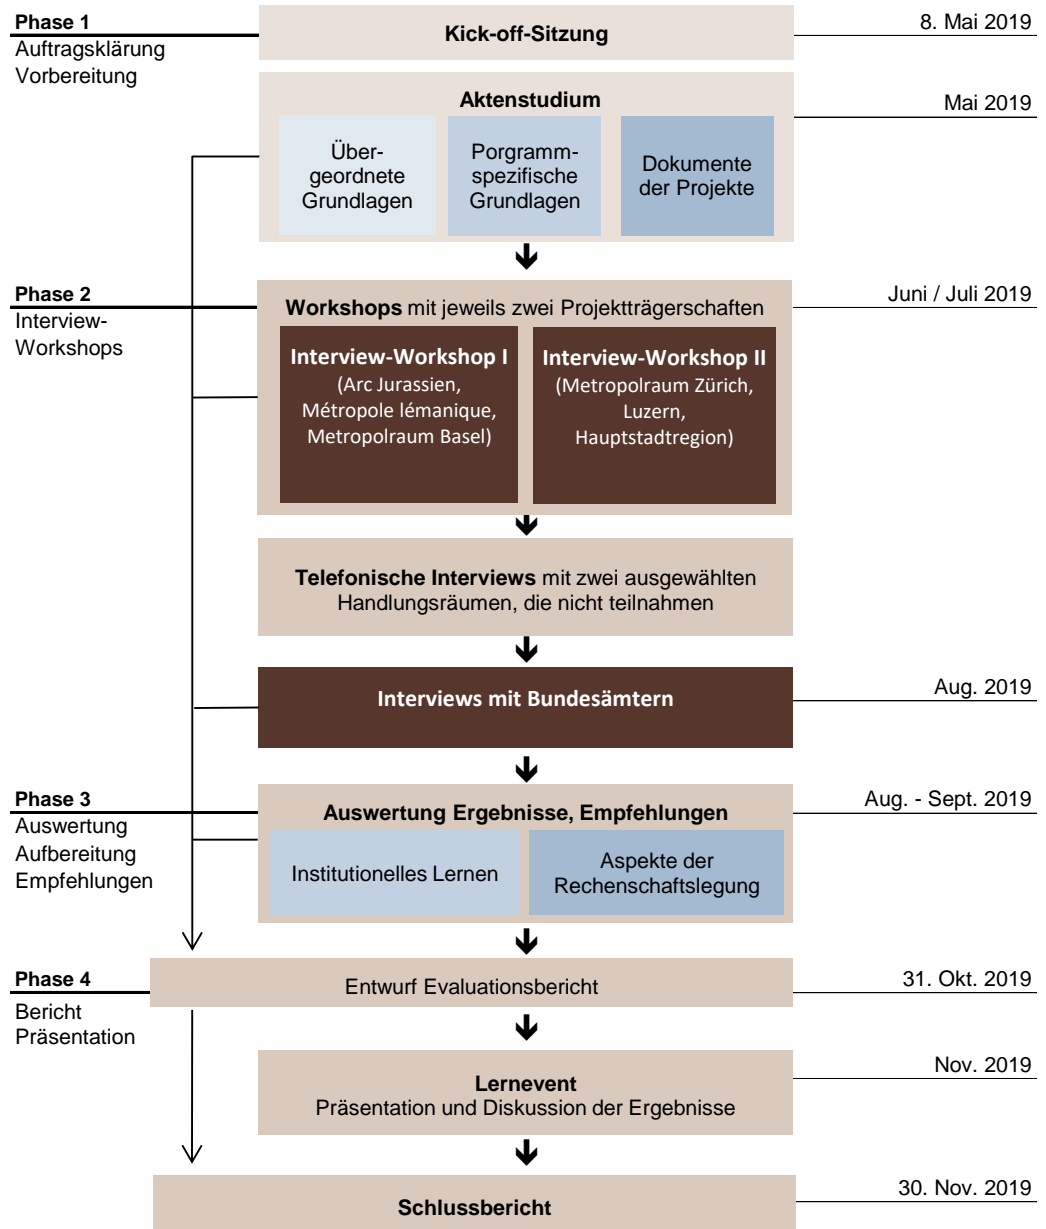 Phase 1
Auftragsklärung
Vorbereitung
Kick-off-Sitzung
8. Mai 2019
Aktenstudium
Mai 2019
Über-
geordnete
Grundlagen
Porgramm-
spezifische
Grundlagen
Dokumente
der Projekte
Phase 2
Interview-
Workshops
Workshops mit jeweils zwei Projektträgerschaften
Juni / Juli 2019
Interview-Workshop I
(Arc Jurassien,
Métropole lémanique,
Metropolraum Basel)
Interview-Workshop II
(Metropolraum Zürich,
Luzern,
Hauptstadtregion)
Telefonische Interviews mit zwei ausgewählten
Handlungsräumen, die nicht teilnahmen
Interviews mit Bundesämtern
Aug. 2019
Phase 3
Auswertung
Aufbereitung
Empfehlungen
Auswertung Ergebnisse, Empfehlungen
Aug. - Sept. 2019
Institutionelles Lernen
Aspekte der
Rechenschaftslegung
Phase 4
Bericht
Präsentation
Entwurf Evaluationsbericht
31. Okt. 2019
Lernevent
Präsentation und Diskussion der Ergebnisse
Nov. 2019
Schlussbericht
30. Nov. 2019